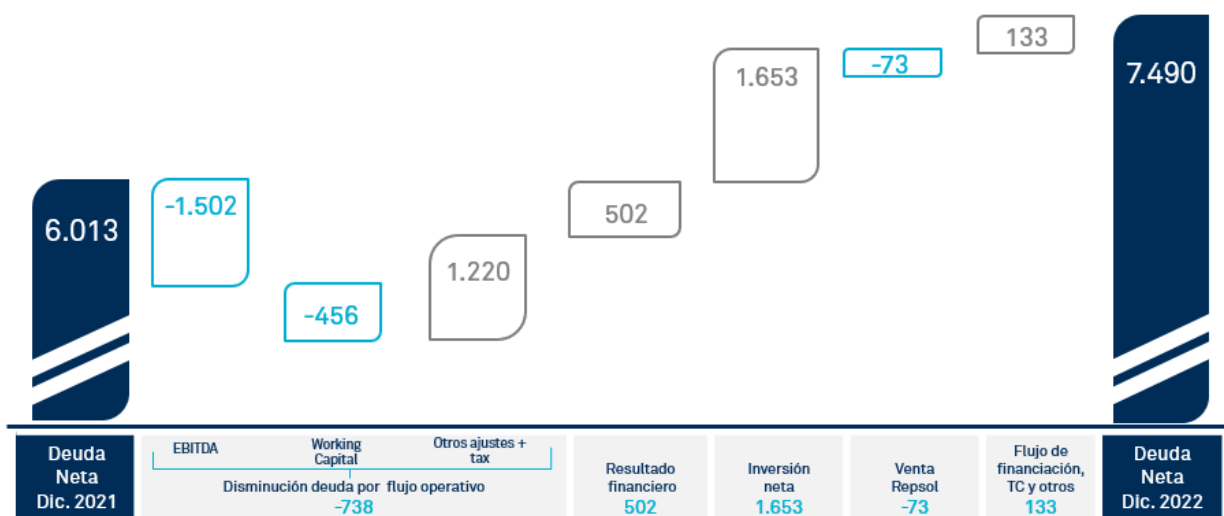 133
-73
1.653
7.490
6.013
-1.502
502
1.220
-456
Deuda
Neta
Dic. 2021
EBITDA
Working
Capital
Otros ajustes +
tax
Disminución deuda por flujo operativo
-738
Resultado
financiero
502
Inversión
neta
1.653
Venta
Repsol
-73
Flujo de
financiación,
TC y otros
133
Deuda
Neta
Dic. 2022